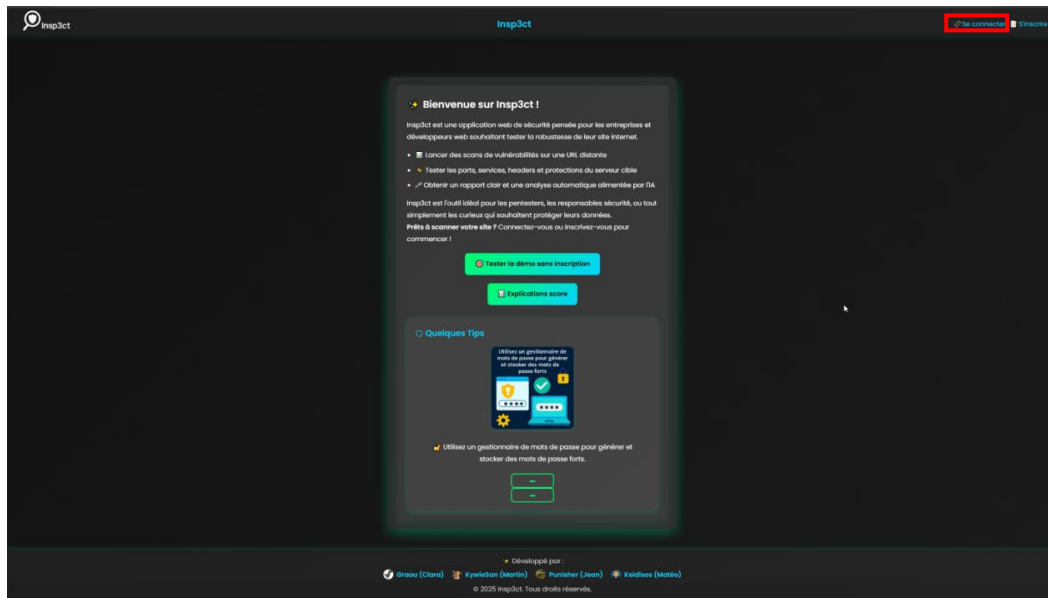 Insp3ct
Insp3ct
Se connecter S'inscrire
Bienvenue sur Insp3ct !
Insp3ct est une application web de sécurité pensée pour les entreprises et
développeurs web souhaitant tester la robustesse de leur site internet.
• Lancer des scans de vulnérabilités sur une URL distante
• Tester les ports, services, headers et protections du serveur cible
• Obtenir un rapport clair et une analyse automatique alimentée par l'IA
Insp3ct est l'outil idéal pour les pentesters, les responsables sécurité, ou tout
simplement les curieux qui souhaitent protéger leurs données.
Prêts à scanner votre site ? Connectez-vous ou inscrivez-vous pour
commencer !
Tester la démo sans inscription
Explications score
Quelques Tips
Utilisez un gestionnaire de
mots de passe pour générer
et stocker des mots de
passe forts
Utilisez un gestionnaire de mots de passe pour générer et
stocker des mots de passe forts.
Développé par :
Graou (Clara) KywieSan (Martin) Punisher (Jean) Kaidisos (Matéo)
© 2025 Insp3ct. Tous droits réservés.